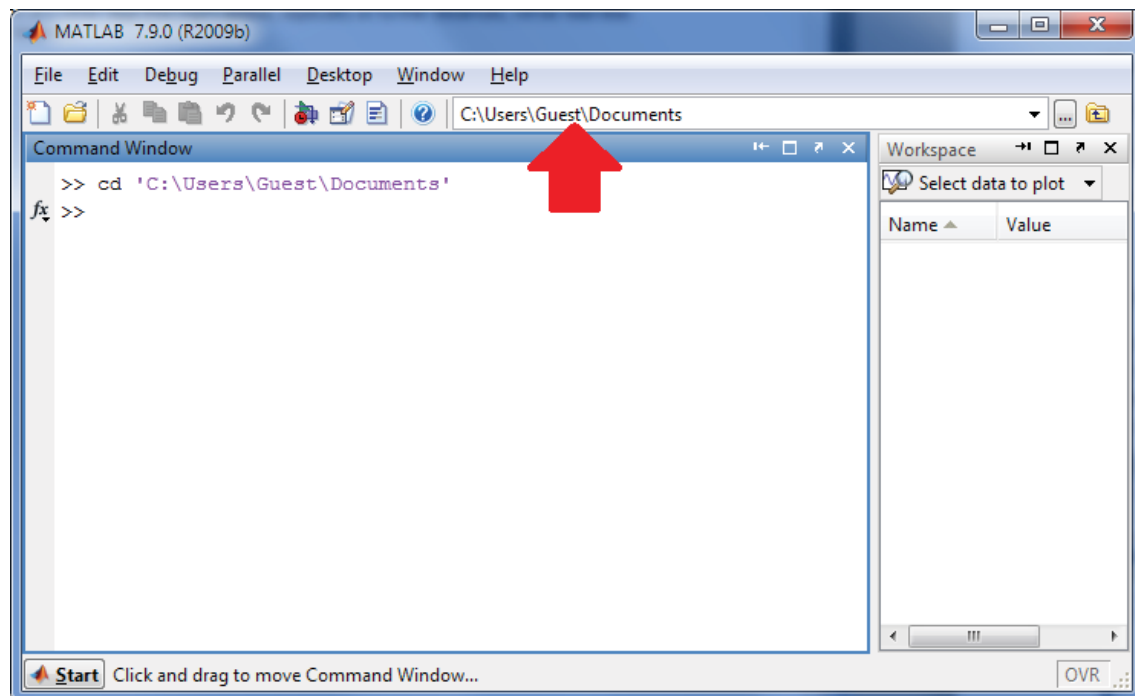 MATLAB 7.9.0 (R2009b)
File Edit Debug Parallel Desktop Window Help
C:\Users\Guest\Documents
...
Command Window
>> cd 'C:\Users\Guest\Documents'
fx >>
Workspace
Select data to plot
Name Value
Start Click and drag to move Command Window...
OVR